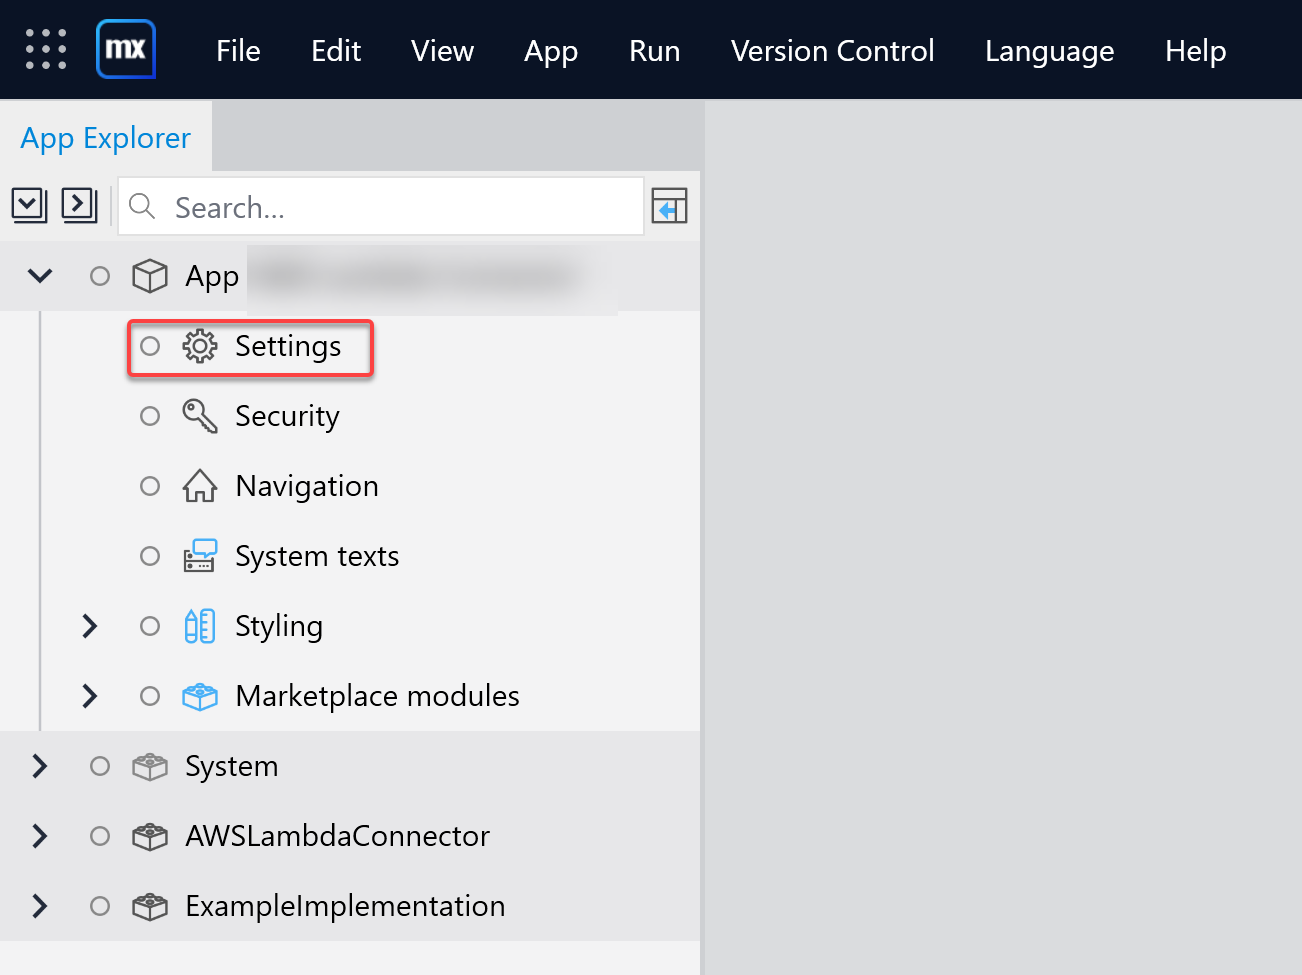 mx File Edit View App Run Version Control Language Help
App Explorer
Search...
App
Settings
Security
Navigation
System texts
Styling
Marketplace modules
System
AWSLambdaConnector
ExampleImplementation